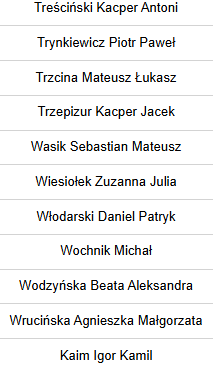 Treściński Kacper Antoni
Trynkiewicz Piotr Paweł
Trzcina Mateusz Łukasz
Trzepizur Kacper Jacek
Wasik Sebastian Mateusz
Wiesiołek Zuzanna Julia
Włodarski Daniel Patryk
Wochnik Michał
Wodzyńska Beata Aleksandra
Wrucińska Agnieszka Małgorzata
Kaim Igor Kamil